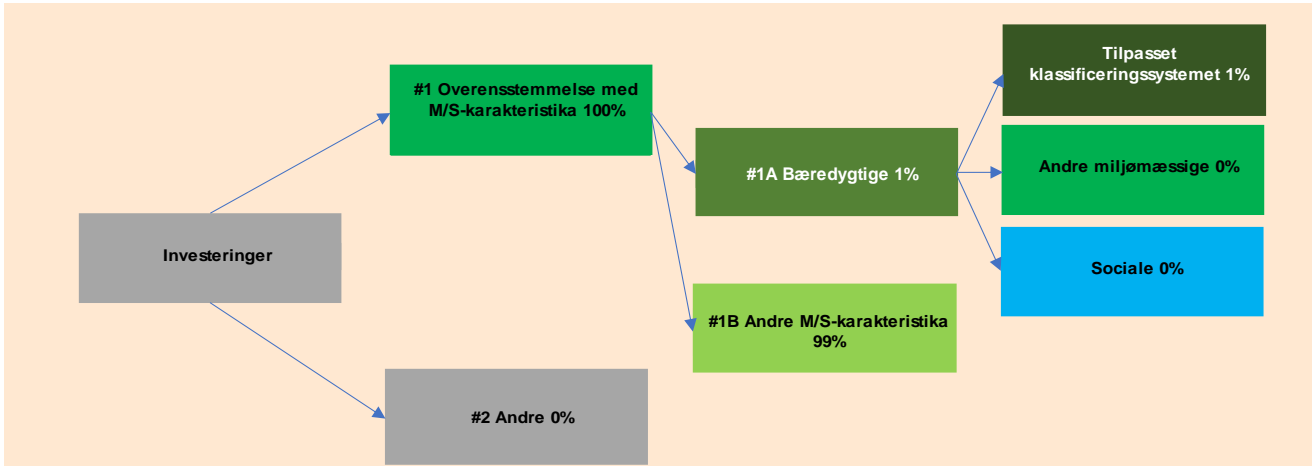 Investeringer
#1 Overensstemmelse med
M/S-karakteristika 100%
#2 Andre 0%
#1A Bæredygtige 1%
#1B Andre M/S-karakteristika
99%
Tilpasset
klassificeringssystemet 1%
Andre miljømæssige 0%
Sociale 0%